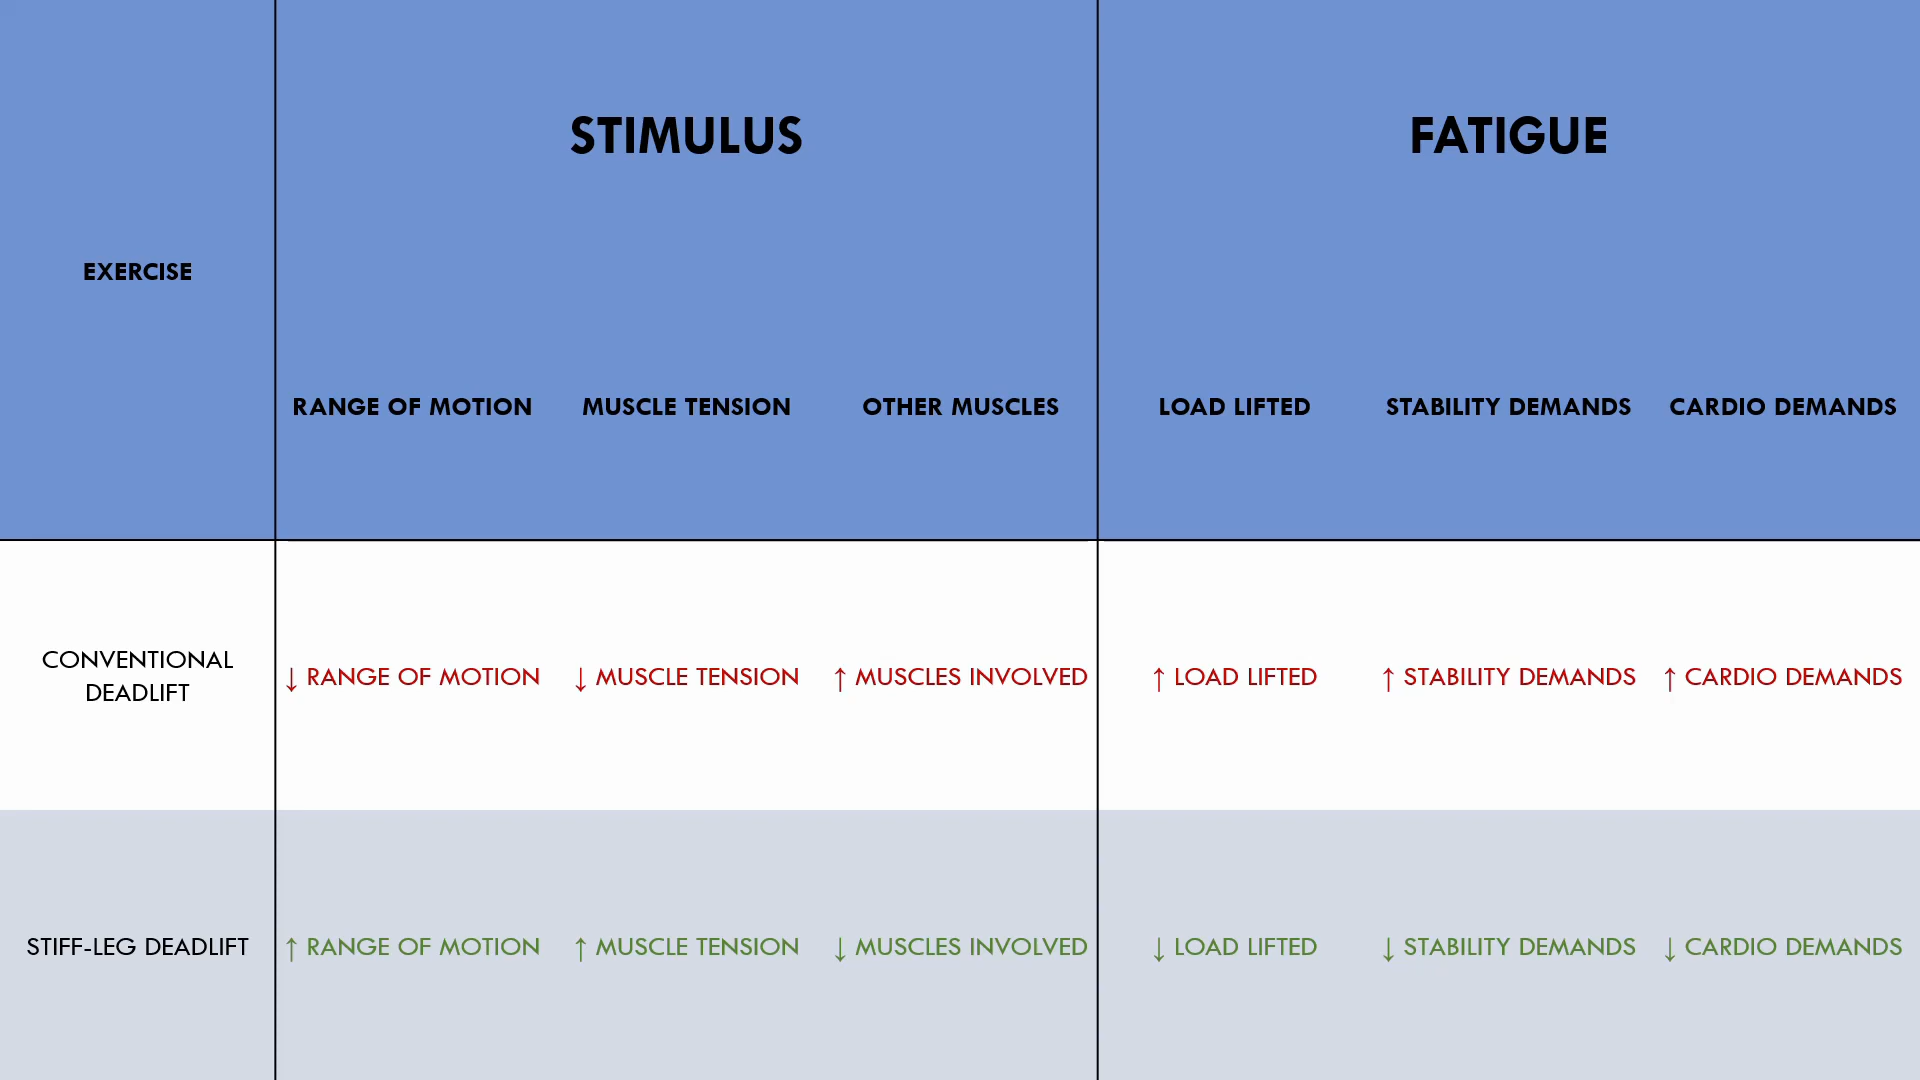 STIMULUS
FATIGUE
EXERCISE
RANGE OF MOTION
MUSCLE TENSION
OTHER MUSCLES
LOAD LIFTED
STABILITY DEMANDS
CARDIO DEMANDS
CONVENTIONAL
DEADLIFT
↓ RANGE OF MOTION
↓ MUSCLE TENSION
↑ MUSCLES INVOLVED
↑ LOAD LIFTED
↑ STABILITY DEMANDS
↑ CARDIO DEMANDS
STIFF-LEG DEADLIFT
↑ RANGE OF MOTION
↑ MUSCLE TENSION
↓ MUSCLES INVOLVED
↓ LOAD LIFTED
↓ STABILITY DEMANDS
↓ CARDIO DEMANDS